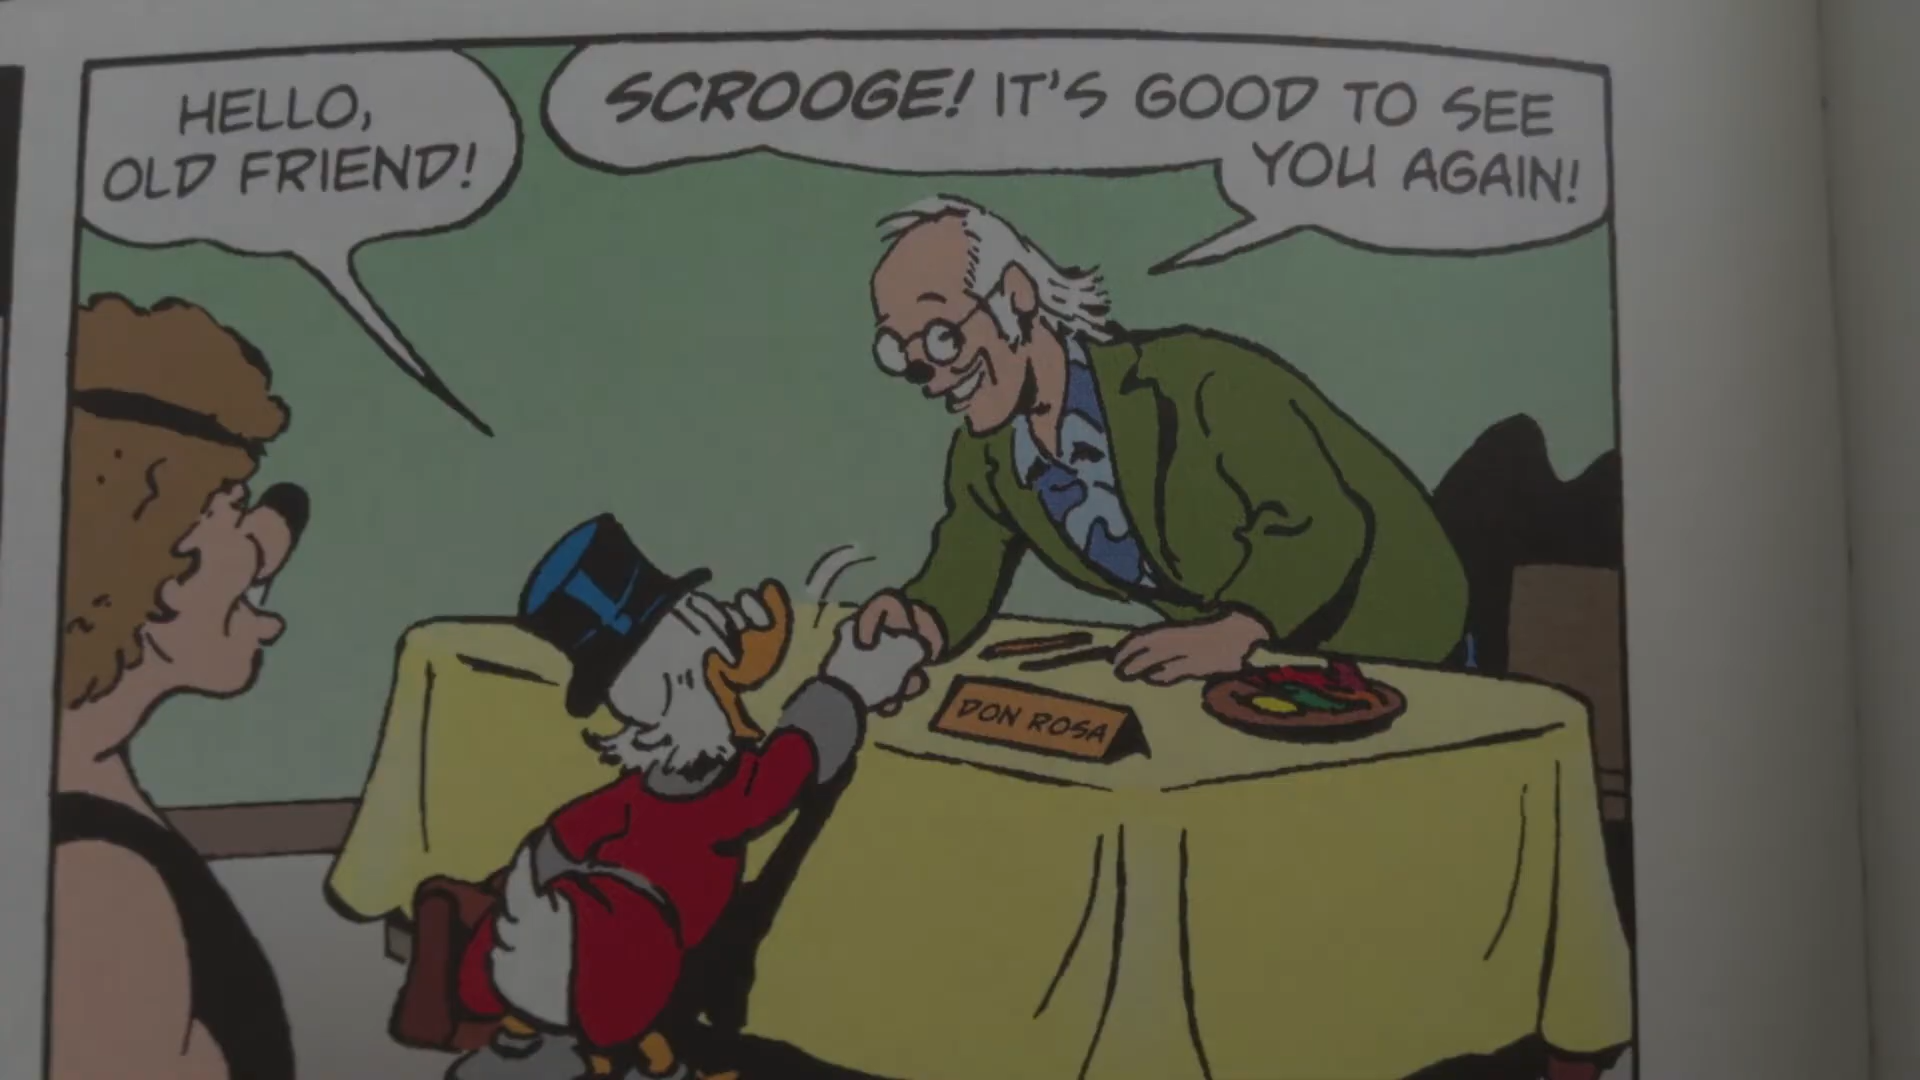 HELLO,
OLD FRIEND!
SCROOGE! IT'S GOOD TO SEE
YOU AGAIN!
DON ROSA